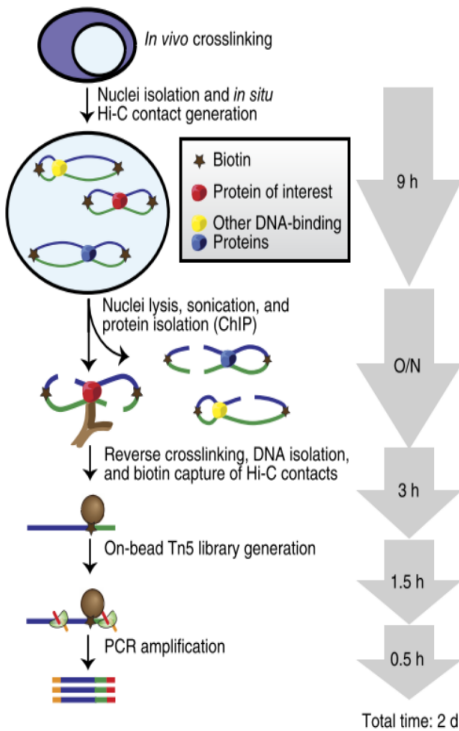 In vivo crosslinking
Nuclei isolation and in situ
Hi-C contact generation
Biotin
Protein of interest
Other DNA-binding
Proteins
9 h
Nuclei lysis, sonication, and
protein isolation (ChIP)
O/N
Reverse crosslinking, DNA isolation,
and biotin capture of Hi-C contacts
3 h
On-bead Tn5 library generation
1.5 h
PCR amplification
0.5 h
Total time: 2 d